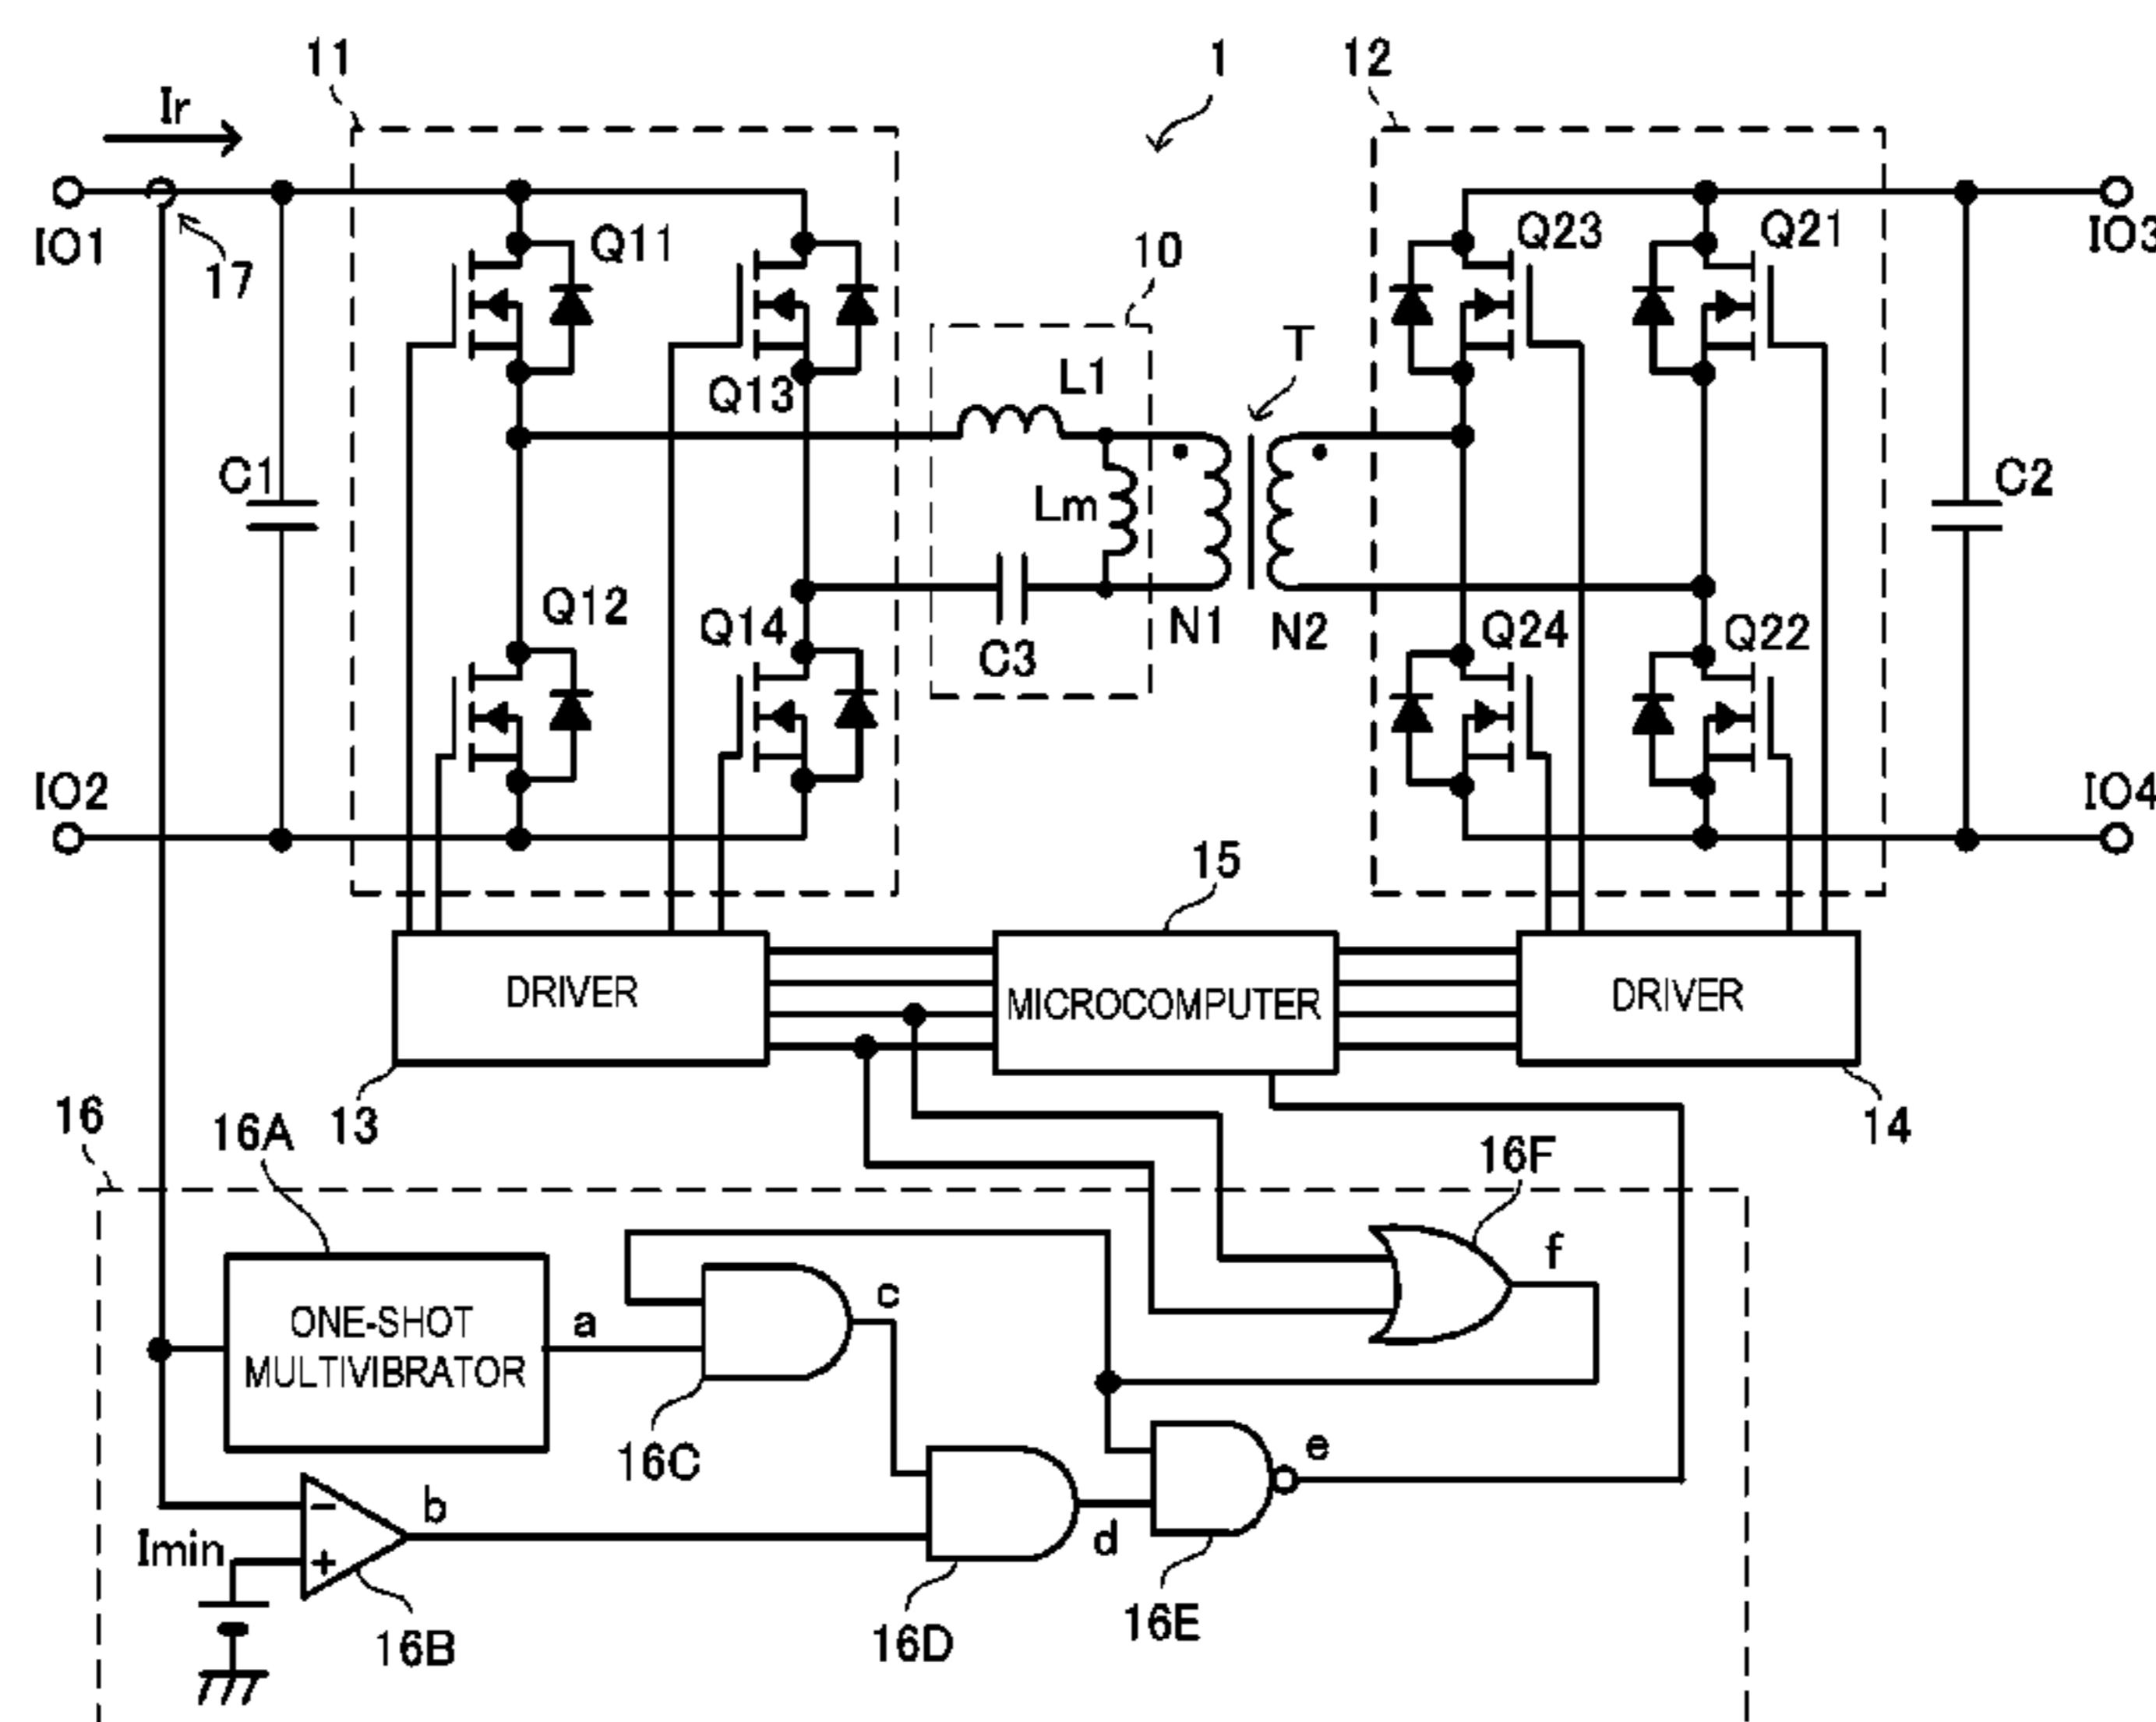 11
1
12
Ir
IO1
17
Q11
10
Q23
Q21
IO3
T
L1
Q13
C1
Lm
C2
Q12
Q14
N1
N2
Q24
Q22
C3
IO2
IO4
15
DRIVER
MICROCOMPUTER
DRIVER
16
16A
13
14
16F
f
ONE-SHOT
MULTIVIBRATOR
a
c
16C
e
b
-
Imin
+
d
16B
16D
16E